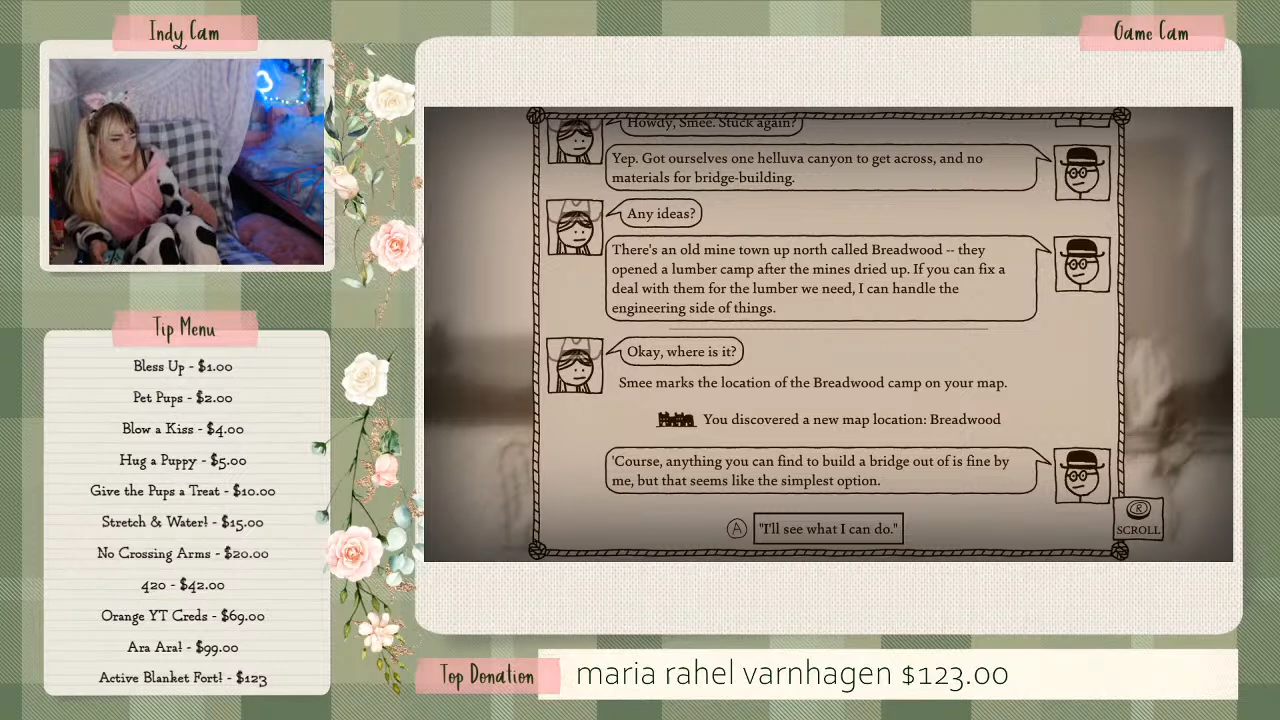 Indy Cam
Game Cam
Howdy, Smee. Stuck again?
Yep. Got ourselves one helluva canyon to get across, and no
materials for bridge-building.
Any ideas?
There's an old mine town up north called Breadwood -- they
opened a lumber camp after the mines dried up. If you can fix a
deal with them for the lumber we need, I can handle the
engineering side of things.
Okay, where is it?
Smee marks the location of the Breadwood camp on your map.
You discovered a new map location: Breadwood
'Course, anything you can find to build a bridge out of is fine by
me, but that seems like the simplest option.
A "I'll see what I can do."
R
SCROLL
Tip Menu
Bless Up - $1.00
Pet Pups - $2.00
Blow a Kiss - $4.00
Hug a Puppy - $5.00
Give the Pups a Treat - $10.00
Stretch & Water! - $15.00
No Crossing Arms - $20.00
420 - $42.00
Orange YT Creds - $69.00
Ara Ara! - $99.00
Active Blanket Fort! - $123
Top Donation
maria rahel varnhagen $123.00